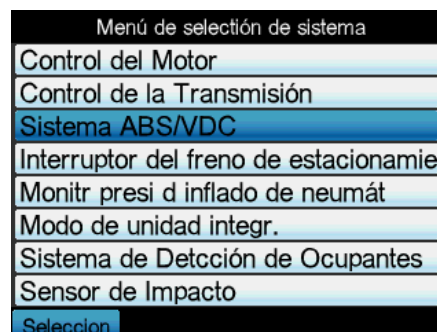 Menú de selectión de sistema
Control del Motor
Control de la Transmisión
Sistema ABS/VDC
Interruptor del freno de estacionamie
Monitr presi d inflado de neumát
Modo de unidad integr.
Sistema de Detcción de Ocupantes
Sensor de Impacto
Seleccion